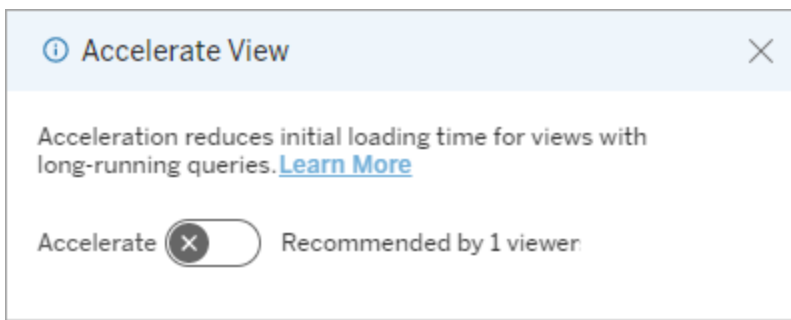 Accelerate View
Acceleration reduces initial loading time for views with
long-running queries. Learn More
Accelerate Recommended by 1 viewer